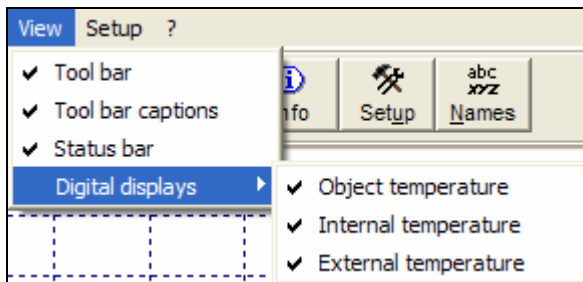 View Setup ?
Tool bar
Tool bar captions
Status bar
Digital displays
Setup
abc
xyz
Names
Object temperature
Internal temperature
External temperature